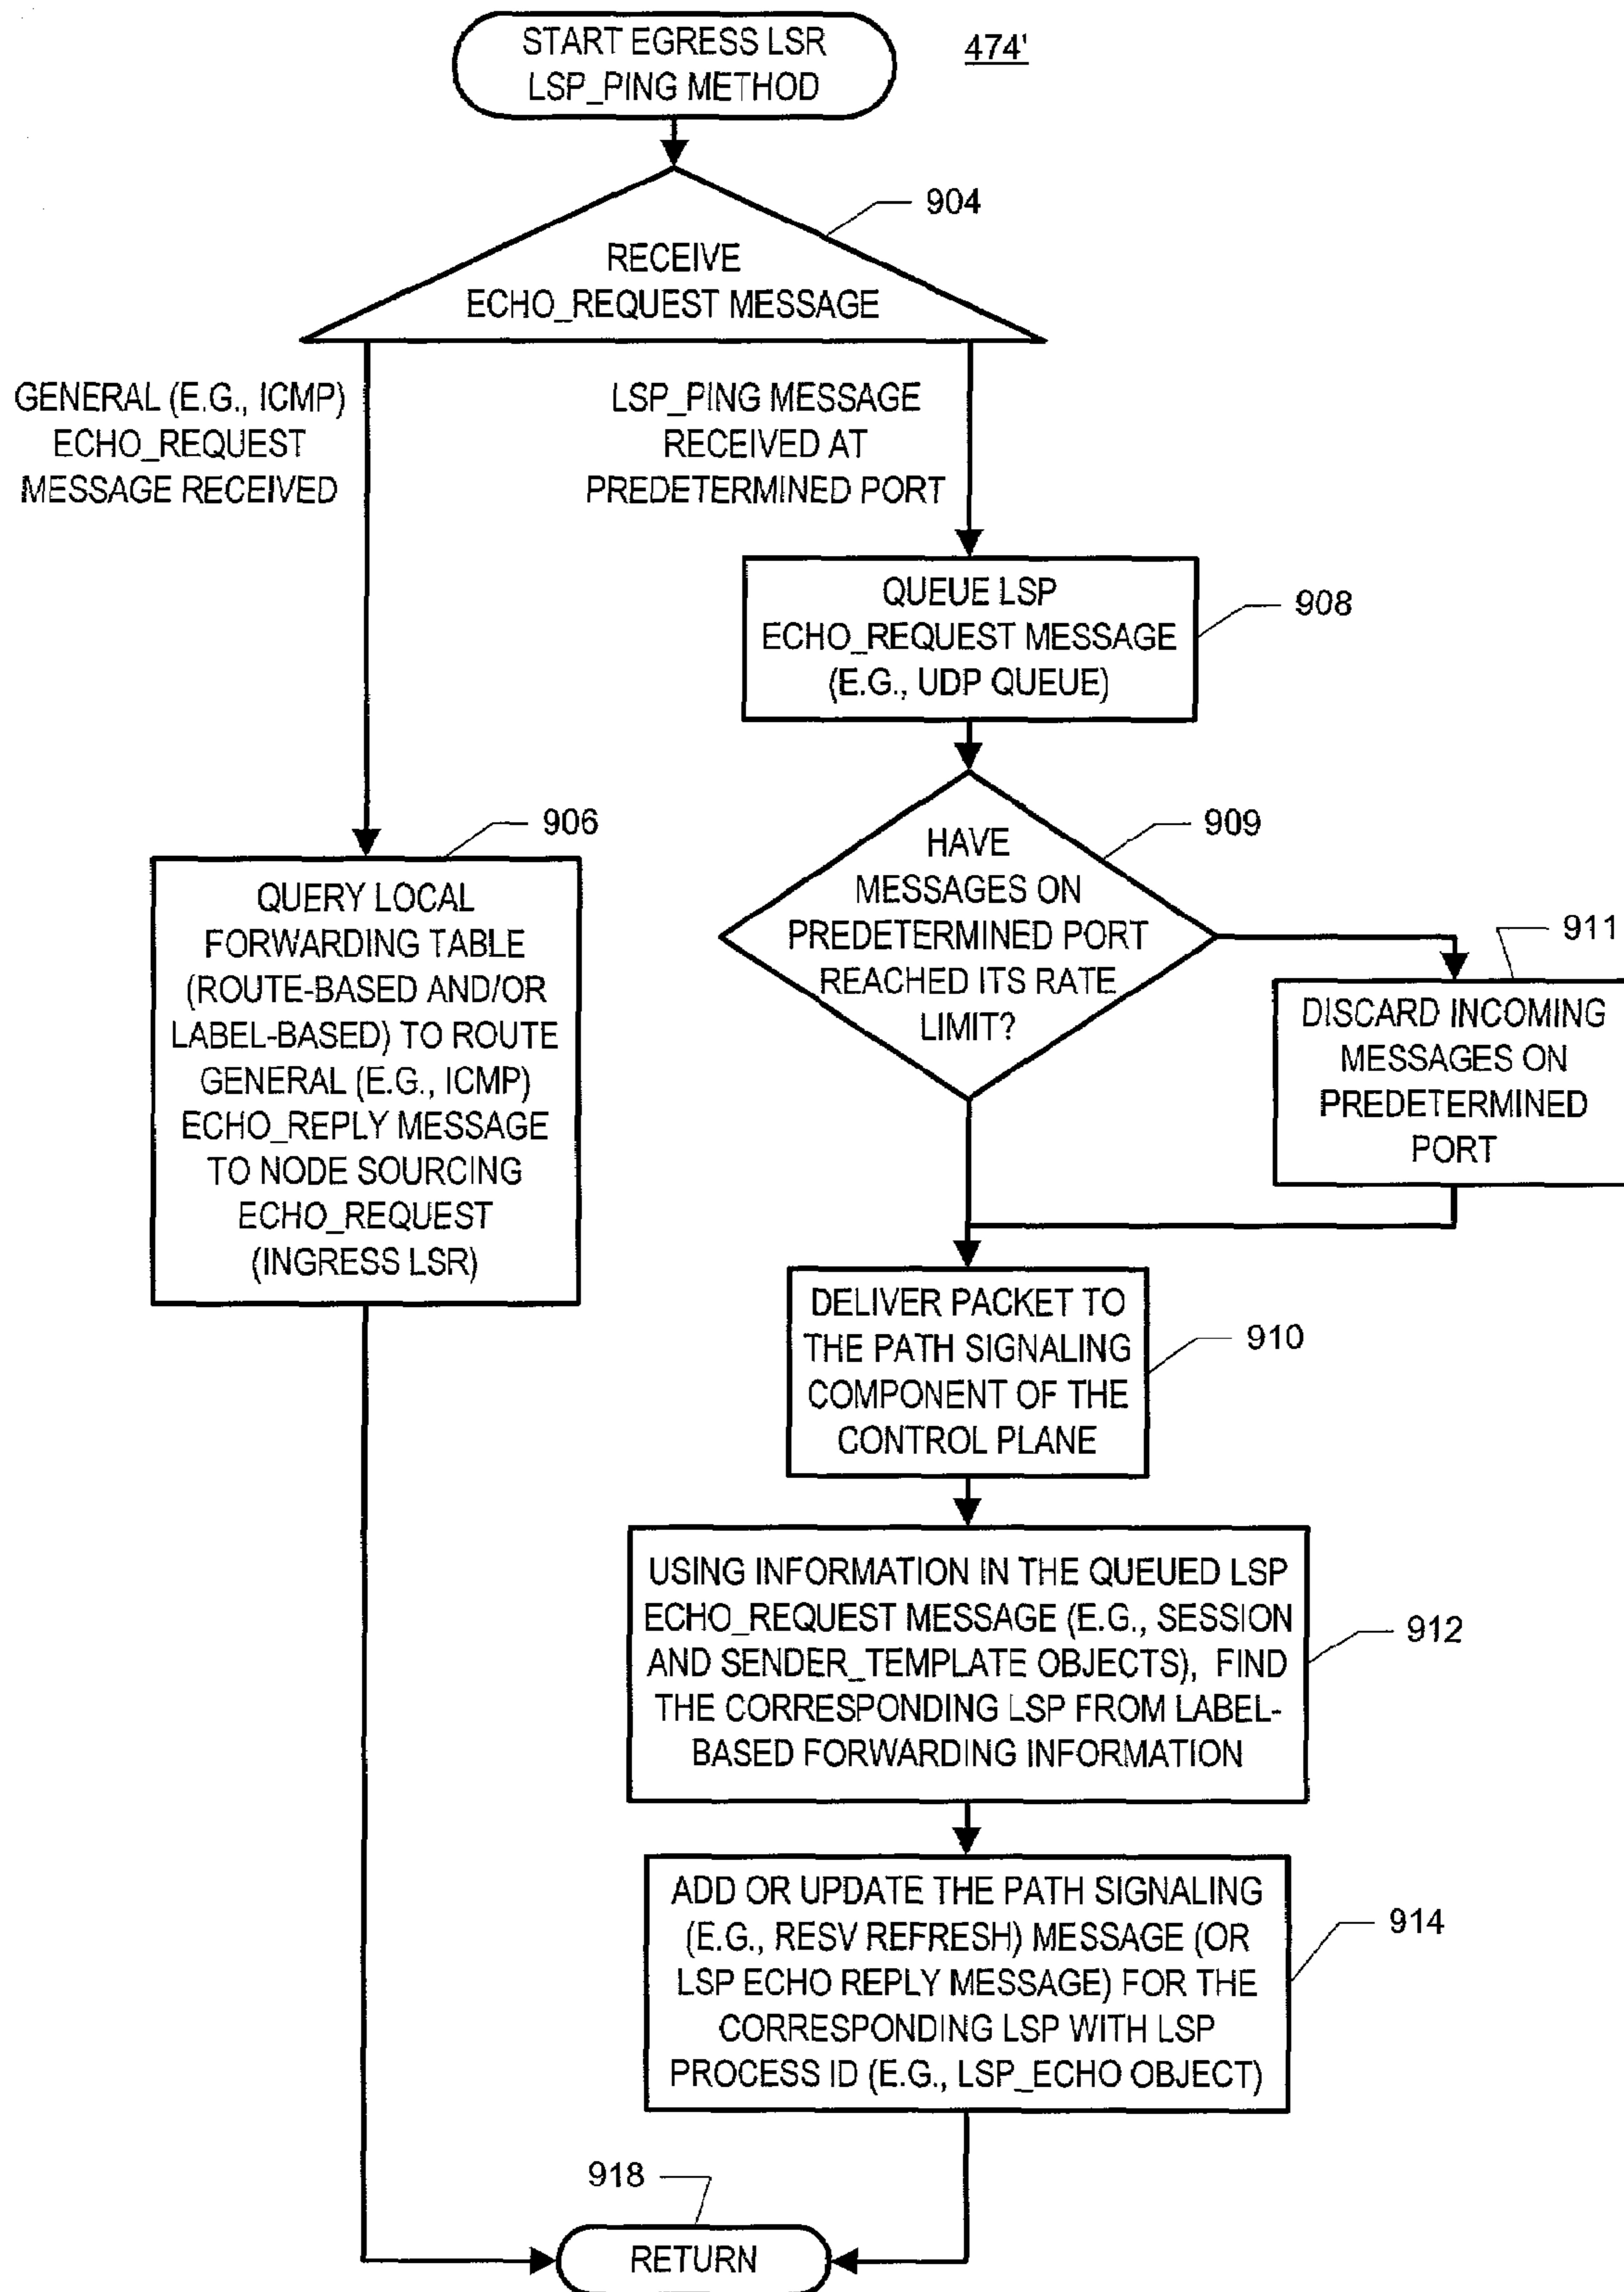 START EGRESS LSR
LSP_PING METHOD
474'
904
RECEIVE
ECHO_REQUEST MESSAGE
GENERAL (E.G., ICMP)
ECHO_REQUEST
MESSAGE RECEIVED
LSP_PING MESSAGE
RECEIVED AT
PREDETERMINED PORT
QUEUE LSP
ECHO_REQUEST MESSAGE
(E.G., UDP QUEUE)
908
906
QUERY LOCAL
FORWARDING TABLE
(ROUTE-BASED AND/OR
LABEL-BASED) TO ROUTE
GENERAL (E.G., ICMP)
ECHO_REPLY MESSAGE
TO NODE SOURCING
ECHO_REQUEST
(INGRESS LSR)
909
HAVE
MESSAGES ON
PREDETERMINED PORT
REACHED ITS RATE
LIMIT?
911
DISCARD INCOMING
MESSAGES ON
PREDETERMINED
PORT
DELIVER PACKET TO
THE PATH SIGNALING
COMPONENT OF THE
CONTROL PLANE
910
USING INFORMATION IN THE QUEUED LSP
ECHO_REQUEST MESSAGE (E.G., SESSION
AND SENDER_TEMPLATE OBJECTS), FIND
THE CORRESPONDING LSP FROM LABEL-
BASED FORWARDING INFORMATION
912
ADD OR UPDATE THE PATH SIGNALING
(E.G., RESV REFRESH) MESSAGE (OR
LSP ECHO REPLY MESSAGE) FOR THE
CORRESPONDING LSP WITH LSP
PROCESS ID (E.G., LSP_ECHO OBJECT)
914
918
RETURN